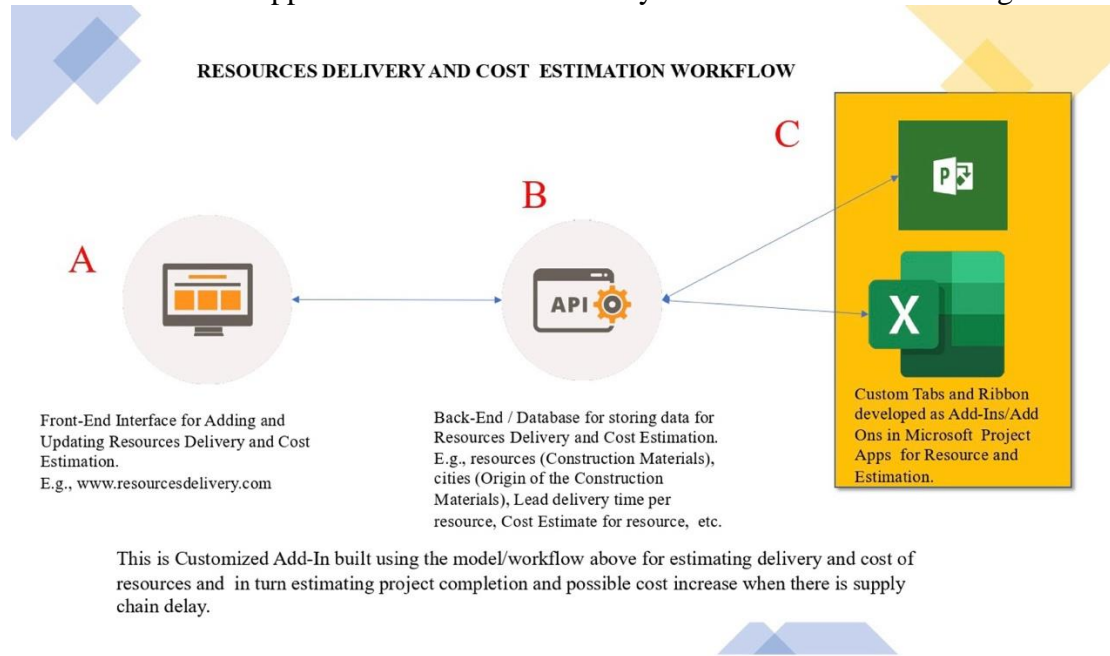 RESOURCES DELIVERY AND COST ESTIMATION WORKFLOW
C
P
B
A
API
X
Front-End Interface for Adding and
Updating Resources Delivery and Cost
Estimation.
E.g., www.resourcesdelivery.com
Back-End / Database for storing data for
Resources Delivery and Cost Estimation.
E.g., resources (Construction Materials),
cities (Origin of the Construction
Materials), Lead delivery time per
resource, Cost Estimate for resource, etc.
Custom Tabs and Ribbon
developed as Add-Ins/Add
Ons in Microsoft Project
Apps for Resource and
Estimation.
This is Customized Add-In built using the model/workflow above for estimating delivery and cost of
resources and in turn estimating project completion and possible cost increase when there is supply
chain delay.